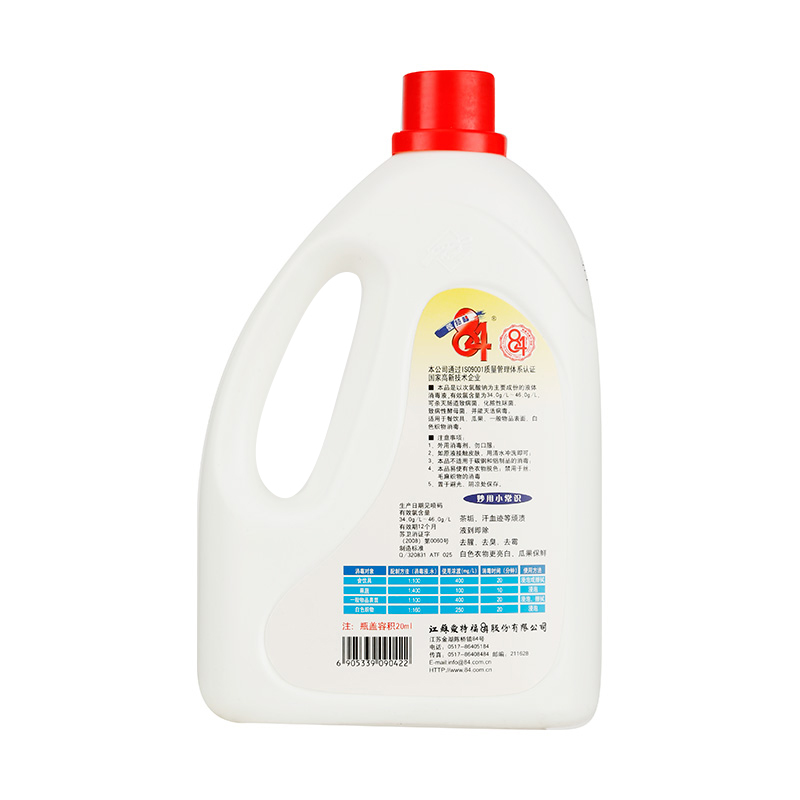 爱特福
84
®
84
本公司通过ISO9001质量管理体系认证
国家高新技术企业
■ 本品是以次氯酸钠为主要成份的液体
消毒液,有效氯含量为34.0g/L-46.0g/L,
可杀灭肠道致病菌、化脓性球菌、
致病性酵母菌、并能灭活病毒。
适用于餐饮具、瓜果、一般物品表面、白
色织物消毒。
■ 注意事项:
1、外用消毒剂,勿口服;
2、如原液接触皮肤,用清水冲洗即可;
3、本品不适用于碳钢和铝制品的消毒;
4、本品易使有色衣物脱色;禁用于丝、
毛麻织物的消毒
5、置于避光、阴凉处保存。
妙用小常识
茶垢、汗血迹等顽渍
液到即除
去腥、去臭、去霉
白色衣物更亮白、瓜果保鲜
生产日期见喷码
有效氯含量
34.0g/L-46.0g/L
有效期12个月
苏卫消证字
(2008)第0060号
制造标准
Q/320831 ATF 025
消毒对象 配制方法(消毒液:水) 使用浓度(mg/L) 消毒时间(分钟) 使用方法
食饮具 1:100 400 20 浸泡或擦拭
瓜盖 1:400 100 10 浸泡
一般物品表面 1:100 400 20 浸泡、擦拭
白色织物 1:160 250 20 浸泡
注:瓶盖容积20ml
6 905339 090422
江苏爱特福84股份有限公司
江苏金湖陈桥镇84号
电话:0517-86405184
传真:0517-86408484 邮编:211628
E-mail:info@84.com.cn
HTTP://www.84.com.cn